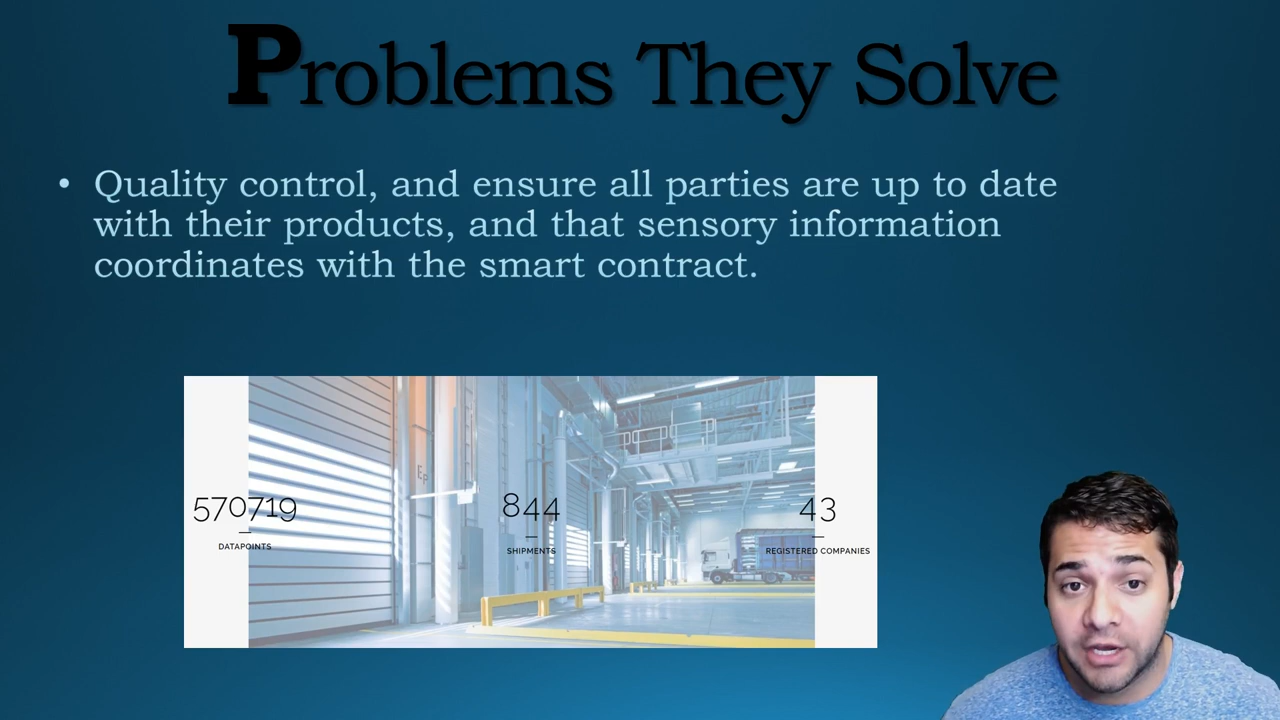 Problems They Solve
• Quality control, and ensure all parties are up to date
with their products, and that sensory information
coordinates with the smart contract.
570719
DATAPOINTS
844
SHIPMENTS
43
REGISTERED COMPANIES